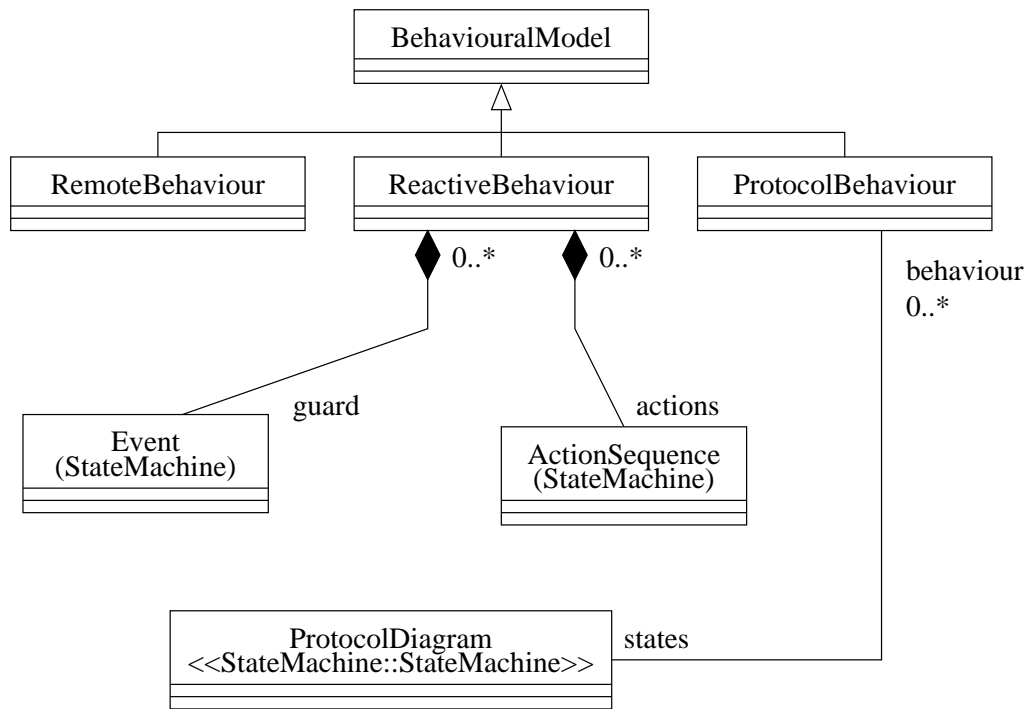 BehaviouralModel
RemoteBehaviour
ReactiveBehaviour
ProtocolBehaviour
0..*
0..*
behaviour
0..*
guard
actions
Event
(StateMachine)
ActionSequence
(StateMachine)
ProtocolDiagram
<<StateMachine::StateMachine>>
states